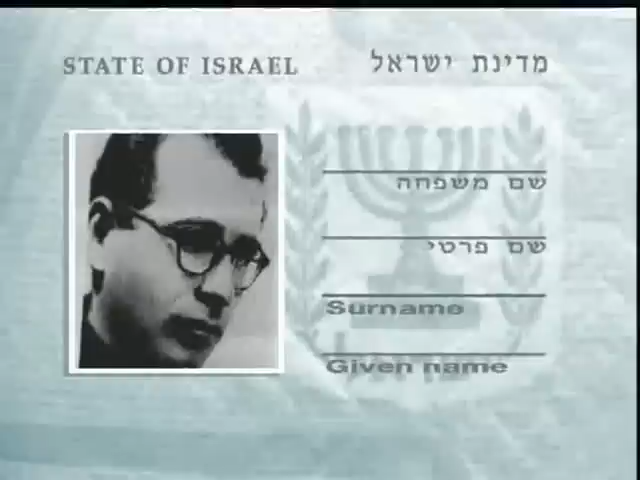 STATE OF ISRAEL
מדינת ישראל
שם משפחה
שם פרטי
Surname
Given name